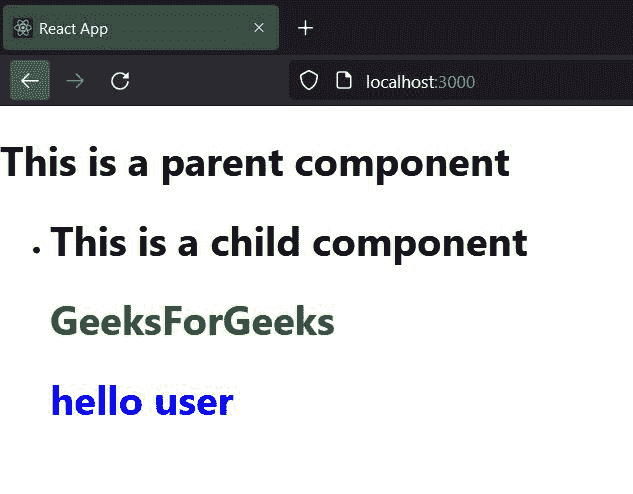 React App
localhost:3000
This is a parent component
• This is a child component
GeeksForGeeks
hello user